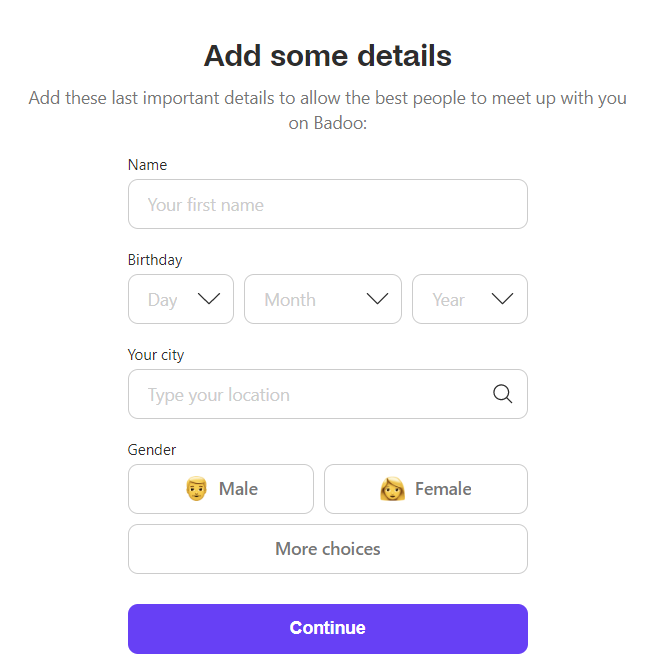 Add some details
Add these last important details to allow the best people to meet up with you
on Badoo:
Name
Your first name
Birthday
Day
Month
Year
Your city
Type your location
Gender
Male
Female
More choices
Continue